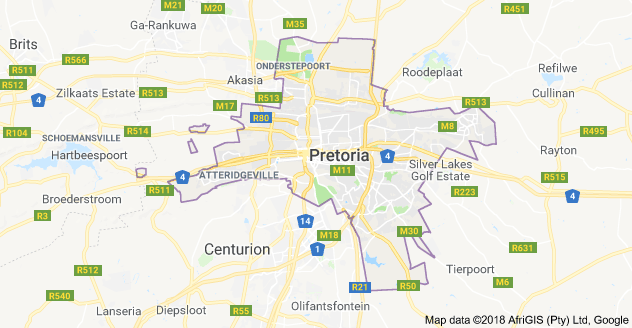 M21
M20
R451
Ga-Rankuwa
M35
Brits
R566
ONDERSTEPOORT
R511
Akasia
Roodeplaat
Refilwe
R512
4
Zilkaats Estate
R513
R513
Cullinan
M17
R513
R80
M8
R104
R514
R495
SCHOEMANSVILLE
Hartbeespoort
Pretoria
4
Rayton
Silver Lakes
Golf Estate
M11
4
ATTERIDGEVILLE
R515
R511
R223
4
Broederstroom
R3
14
M18
M30
Centurion
1
R631
R512
Tierpoort
M6
R21
R50
R540
Lanseria
Diepsloot
R55
Olifantsfontein
Map data ©2018 AfriGIS (Pty) Ltd, Google